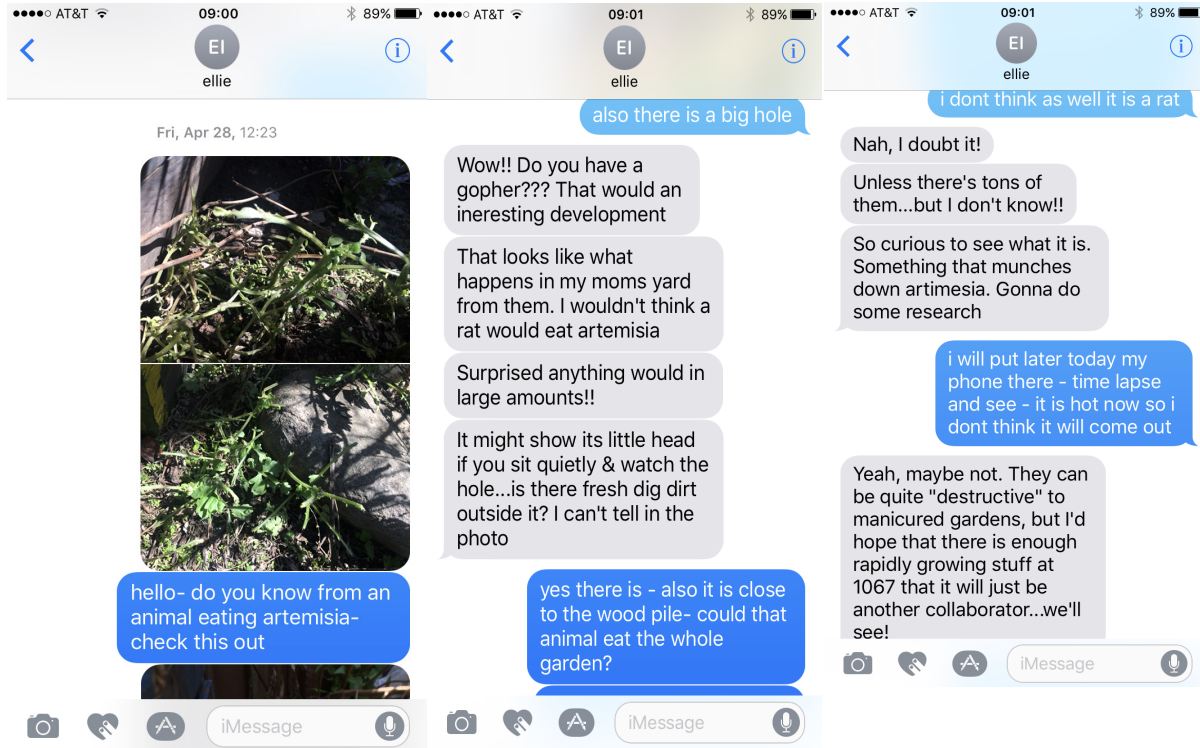 AT&T 09:00 89%
EI
ellie
Fri, Apr 28, 12:23
hello- do you know from an
animal eating artemisia-
check this out
iMessage
AT&T 09:01 89%
EI
ellie
also there is a big hole
Wow!! Do you have a
gopher??? That would an
ineresting development
That looks like what
happens in my moms yard
from them. I wouldn't think a
rat would eat artemisia
Surprised anything would in
large amounts!!
It might show its little head
if you sit quietly & watch the
hole...is there fresh dig dirt
outside it? I can't tell in the
photo
yes there is - also it is close
to the wood pile- could that
animal eat the whole
garden?
iMessage
AT&T 09:01 89%
EI
ellie
i dont think as well it is a rat
Nah, I doubt it!
Unless there's tons of
them...but I don't know!!
So curious to see what it is.
Something that munches
down artimesia. Gonna do
some research
i will put later today my
phone there - time lapse
and see - it is hot now so i
dont think it will come out
Yeah, maybe not. They can
be quite "destructive" to
manicured gardens, but I'd
hope that there is enough
rapidly growing stuff at
1067 that it will just be
another collaborator...we'll
see!
iMessage